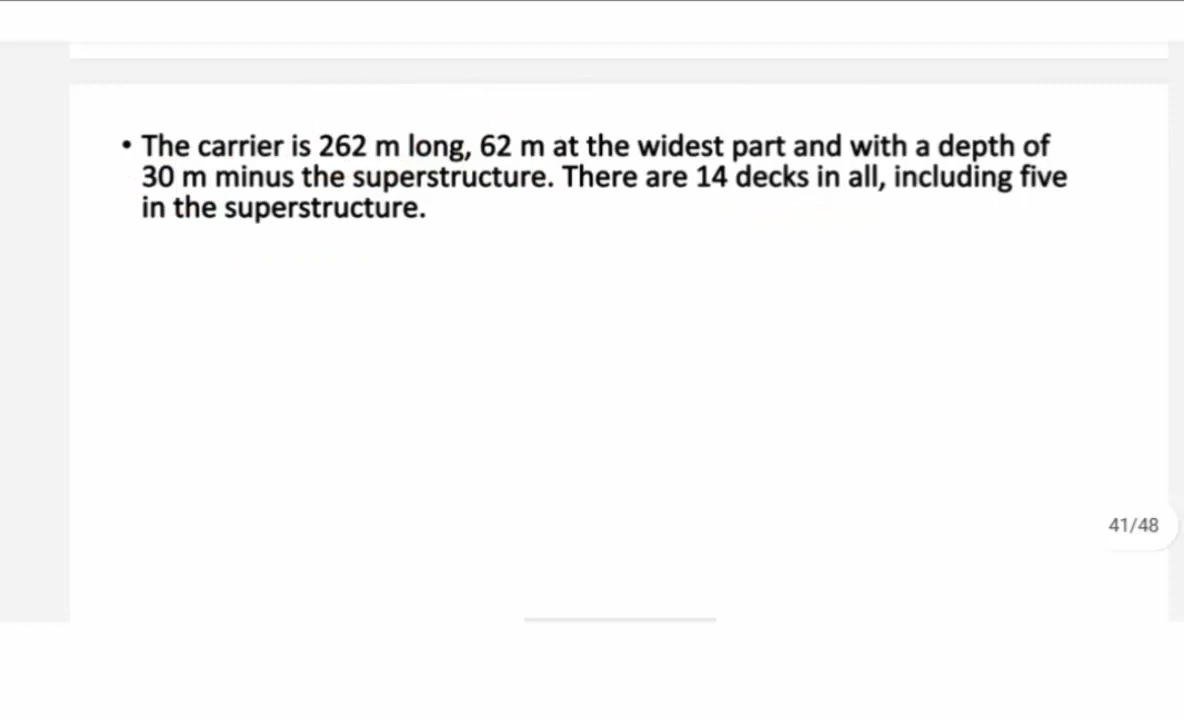 • The carrier is 262 m long, 62 m at the widest part and with a depth of
30 m minus the superstructure. There are 14 decks in all, including five
in the superstructure.
41/48